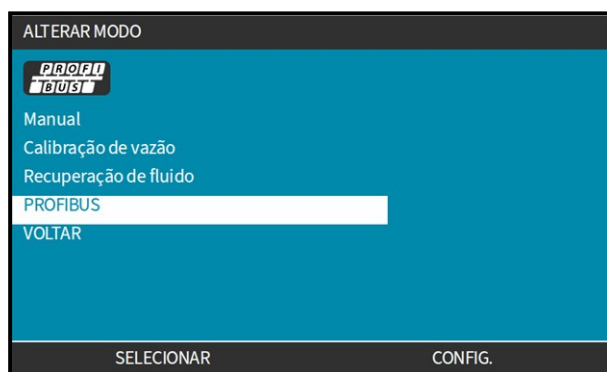 ALTERAR MODO
PROFI
BUS
Manual
Calibração de vazão
Recuperação de fluido
PROFIBUS
VOLTAR
SELECIONAR CONFIG.